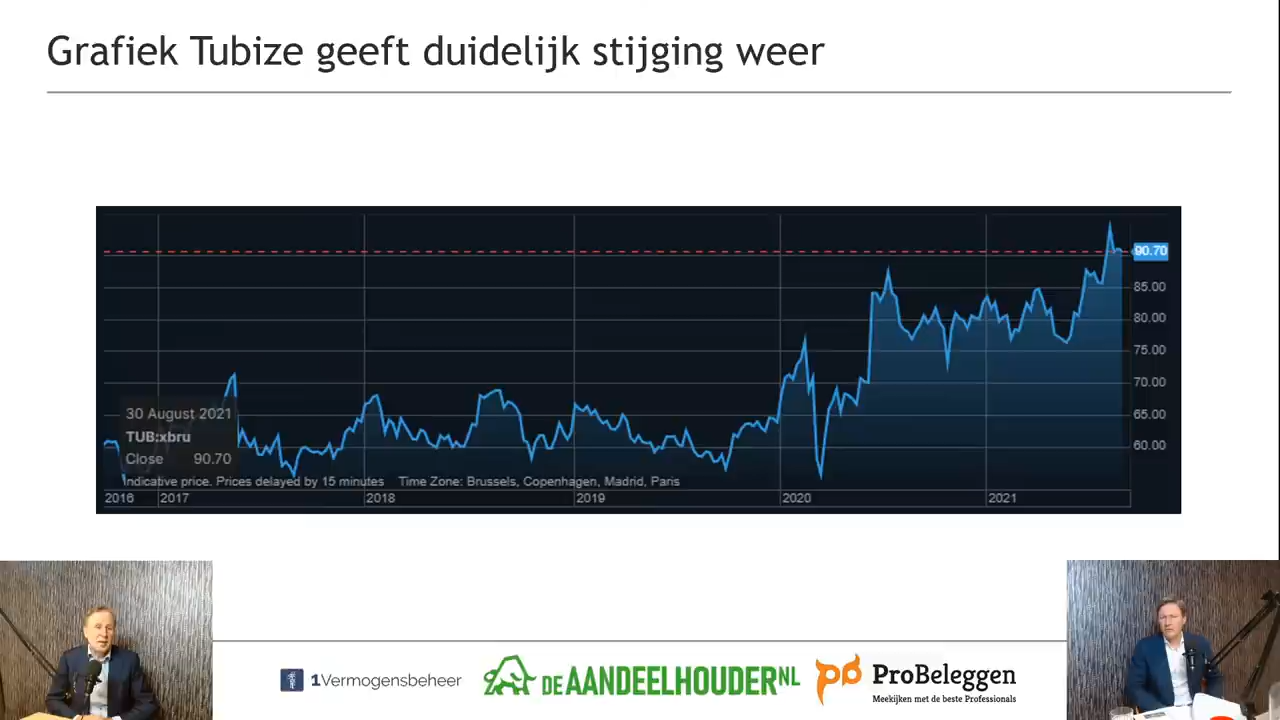 Grafiek Tubize geeft duidelijk stijging weer
90.70
85.00
80.00
75.00
70.00
65.00
60.00
30 August 2021
TUB:xbru
Close 90.70
Indicative price. Prices delayed by 15 minutes Time Zone: Brussels, Copenhagen, Madrid, Paris
2016 2017 2018 2019 2020 2021
1Vermogensbeheer
DE AANDEELHOUDER NL
ProBeleggen
Meekijken met de beste Professionals